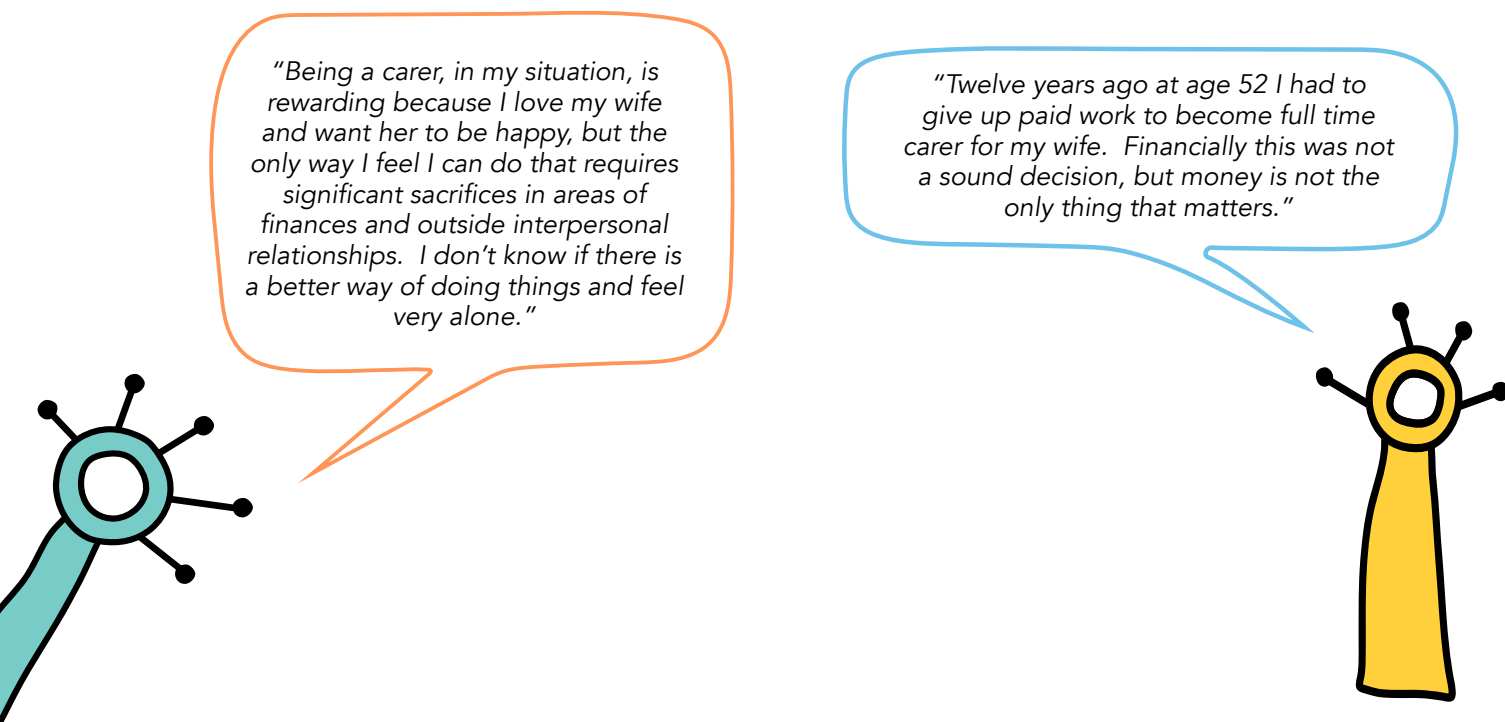 “Being a carer, in my situation, is
rewarding because I love my wife
and want her to be happy, but the
only way I feel I can do that requires
significant sacrifices in areas of
finances and outside interpersonal
relationships.  I don’t know if there is
a better way of doing things and feel
very alone.”
“Twelve years ago at age 52 I had to
give up paid work to become full time
carer for my wife.  Financially this was not
a sound decision, but money is not the
only thing that matters.”